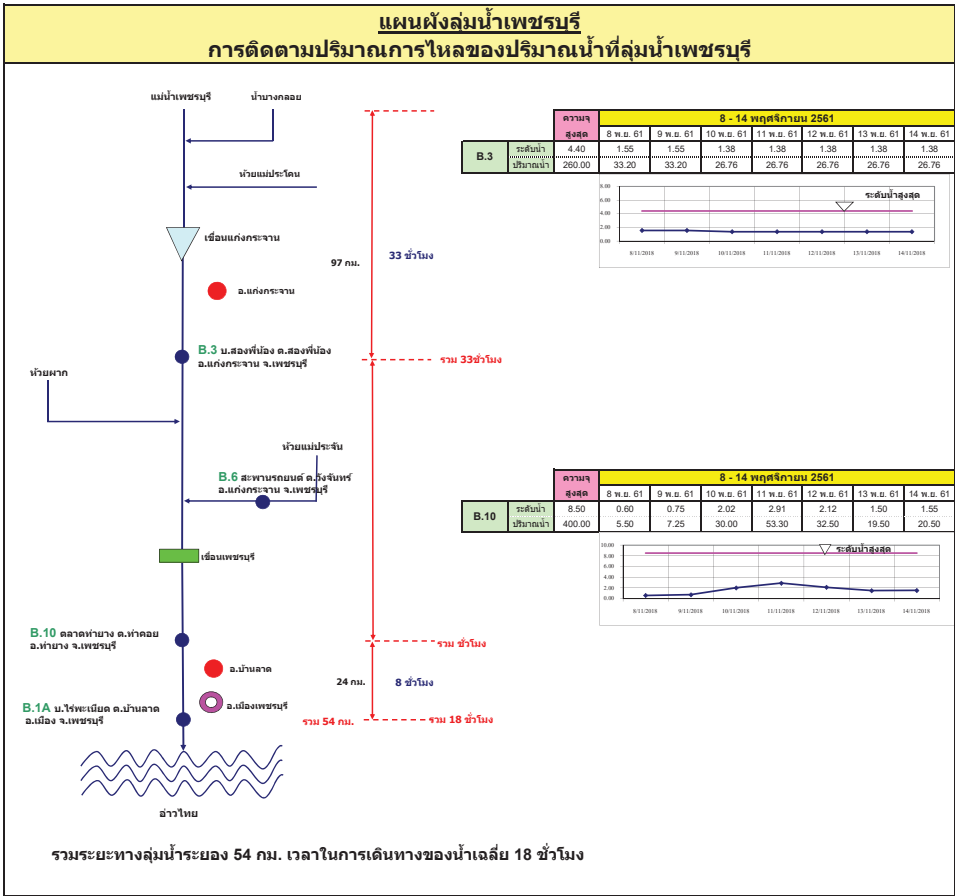 แผนผังลุ่มน้ำเพชรบุรี
การติดตามปริมาณการไหลของปริมาณน้ำที่ลุ่มน้ำเพชรบุรี
แม่น้ำเพชรบุรี
น้ำบางกลอย
ห้วยแม่ประโดน
เขื่อนแก่งกระจาน
97 กม.
33 ชั่วโมง
อ.แก่งกระจาน
B.3 บ.สองพี่น้อง ต.สองพี่น้อง
อ.แก่งกระจาน จ.เพชรบุรี
รวม 33ชั่วโมง
ห้วยผาก
ห้วยแม่ประจัน
B.6 สะพานรถยนต์ ต.วังจันทร์
อ.แก่งกระจาน จ.เพชรบุรี
เขื่อนเพชรบุรี
B.10 ตลาดท่ายาง ต.ท่าคอย
อ.ท่ายาง จ.เพชรบุรี
รวม ชั่วโมง
อ.บ้านลาด
24 กม.
8 ชั่วโมง
B.1A บ.ไร่พะเนียด ต.บ้านลาด
อ.เมือง จ.เพชรบุรี
อ.เมืองเพชรบุรี
รวม 54 กม.
รวม 18 ชั่วโมง
อ่าวไทย
รวมระยะทางลุ่มน้ำระยอง 54 กม. เวลาในการเดินทางของน้ำเฉลี่ย 18 ชั่วโมง
ความจุ 8 - 14 พฤศจิกายน 2561
สูงสุด 8 พ.ย. 61 9 พ.ย. 61 10 พ.ย. 61 11 พ.ย. 61 12 พ.ย. 61 13 พ.ย. 61 14 พ.ย. 61
B.3
ระดับน้ำ 4.40 1.55 1.55 1.38 1.38 1.38 1.38 1.38
ปริมาณน้ำ 260.00 33.20 33.20 26.76 26.76 26.76 26.76 26.76
ระดับน้ำสูงสุด
8.00
6.00
4.00
2.00
0.00
8/11/2018 9/11/2018 10/11/2018 11/11/2018 12/11/2018 13/11/2018 14/11/2018
ความจุ 8 - 14 พฤศจิกายน 2561
สูงสุด 8 พ.ย. 61 9 พ.ย. 61 10 พ.ย. 61 11 พ.ย. 61 12 พ.ย. 61 13 พ.ย. 61 14 พ.ย. 61
B.10
ระดับน้ำ 8.50 0.60 0.75 2.02 2.91 2.12 1.50 1.55
ปริมาณน้ำ 400.00 5.50 7.25 30.00 53.30 32.50 19.50 20.50
ระดับน้ำสูงสุด
10.00
8.00
6.00
4.00
2.00
0.00
8/11/2018 9/11/2018 10/11/2018 11/11/2018 12/11/2018 13/11/2018 14/11/2018